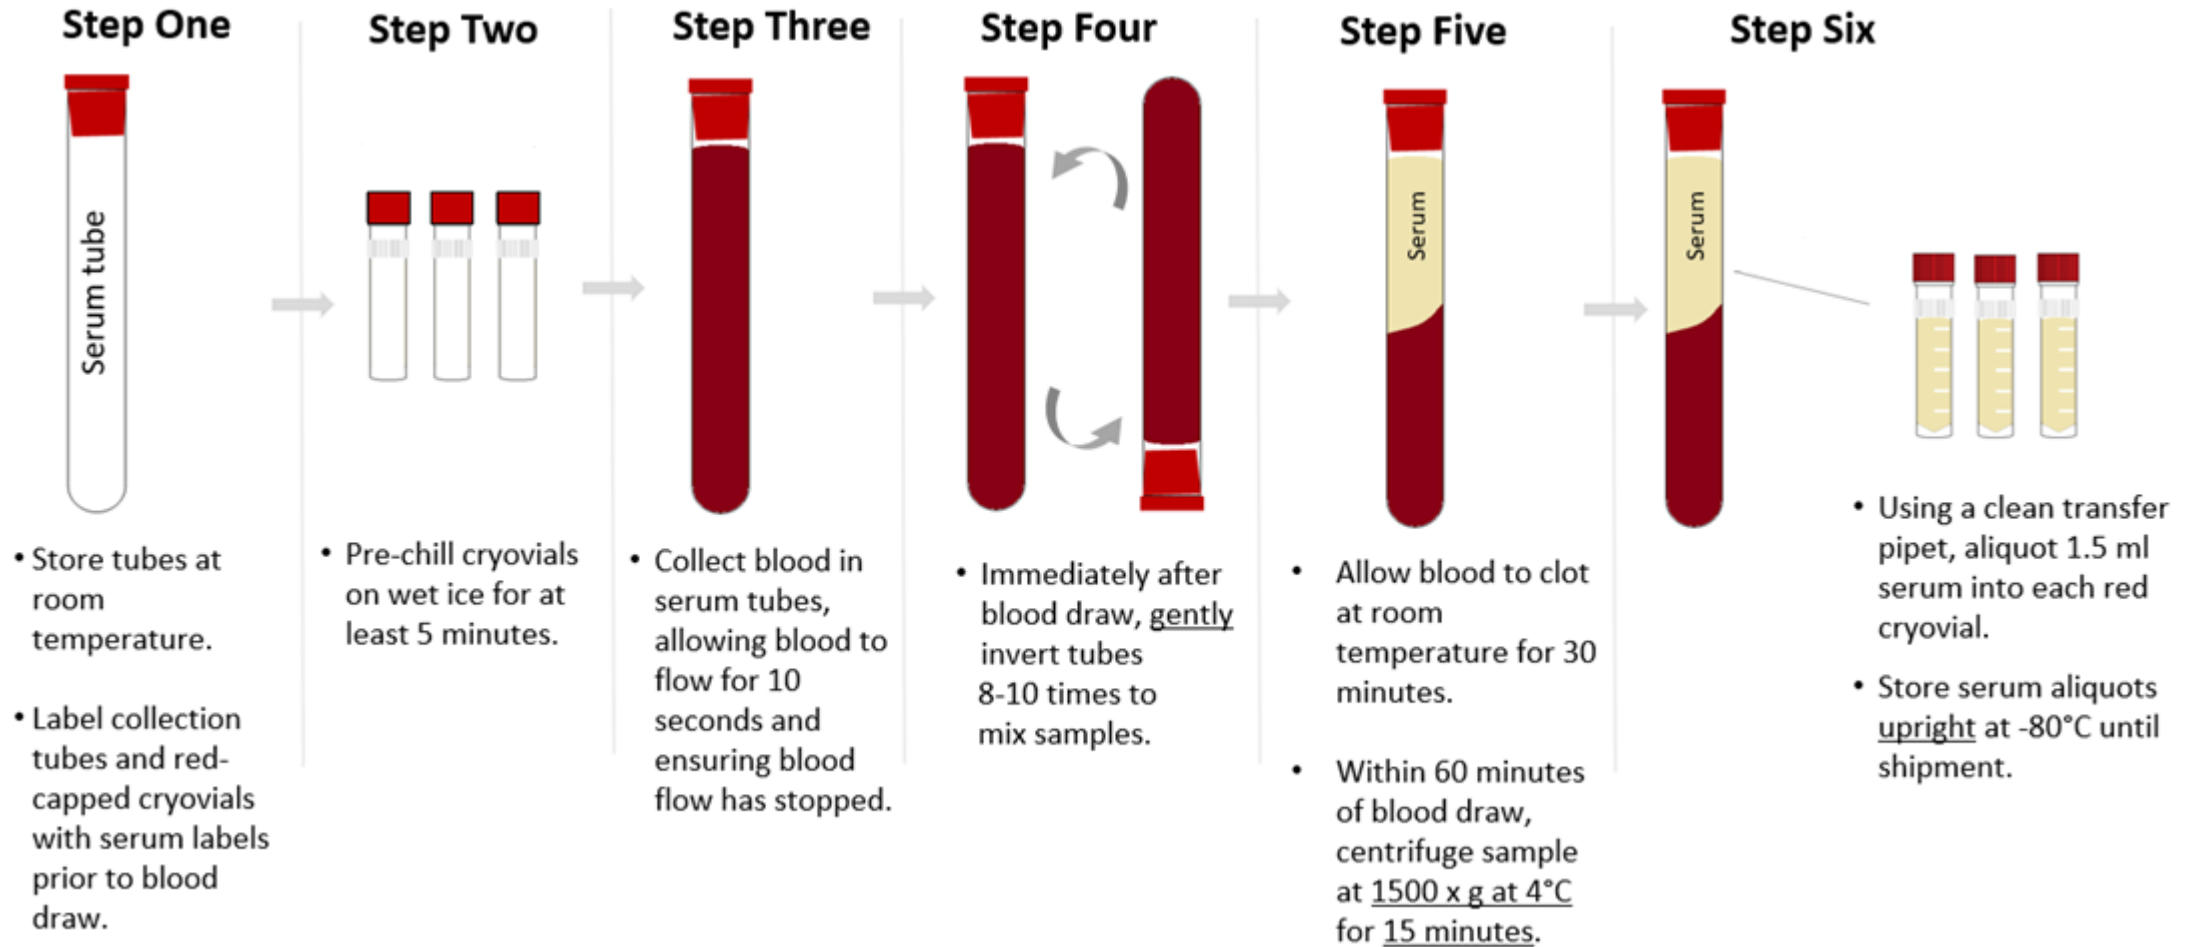 Step One
Serum tube
• Store tubes at
room
temperature.
• Label collection
tubes and red-
capped cryovials
with serum labels
prior to blood
draw.
Step Two
• Pre-chill cryovials
on wet ice for at
least 5 minutes.
Step Three
• Collect blood in
serum tubes,
allowing blood to
flow for 10
seconds and
ensuring blood
flow has stopped.
Step Four
• Immediately after
blood draw, gently
invert tubes
8-10 times to
mix samples.
Step Five
Serum
• Allow blood to clot
at room
temperature for 30
minutes.
• Within 60 minutes
of blood draw,
centrifuge sample
at 1500 x g at 4°C
for 15 minutes.
Step Six
Serum
• Using a clean transfer
pipet, aliquot 1.5 ml
serum into each red
cryovial.
• Store serum aliquots
upright at -80°C until
shipment.